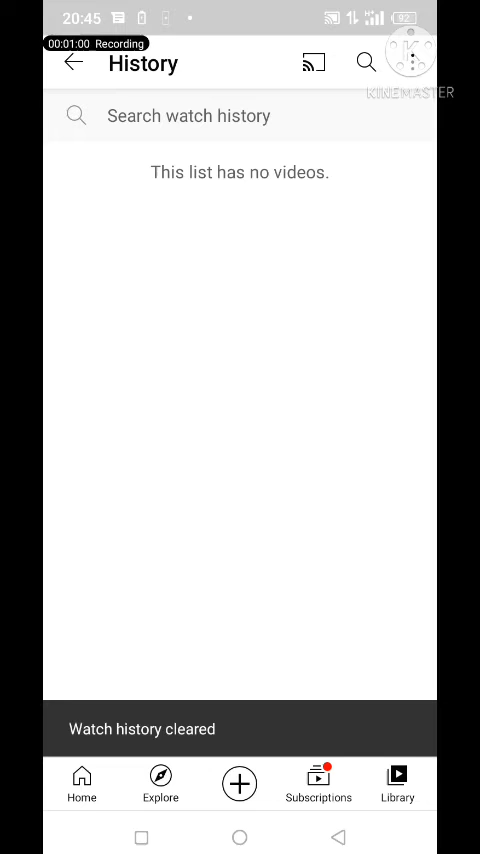 20:45
92
00:01:00 Recording
History
KINEMASTER
Search watch history
This list has no videos.
Watch history cleared
Home
Explore
Subscriptions
Library